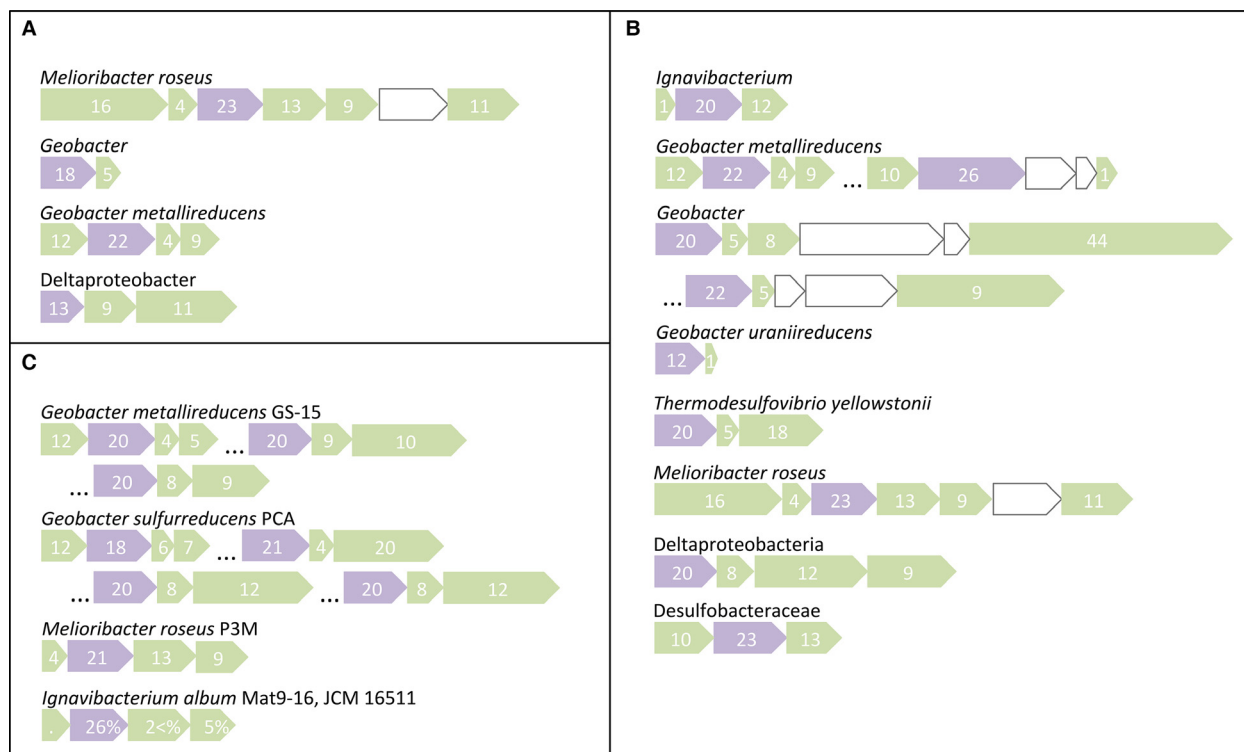 A
Melioribacter roseus
16 4 23 13 9 11
Geobacter
18 5
Geobacter metallireducens
12 22 4 9
Deltaproteobacter
13 9 11
B
Ignavibacterium
1 20 12
Geobacter metallireducens
12 22 4 9 ... 10 26 1
Geobacter
20 5 8 44
... 22 5 9
Geobacter uraniireducens
12 1
Thermodesulfovibrio yellowstonii
20 5 18
Melioribacter roseus
16 4 23 13 9 11
Deltaproteobacteria
20 8 12 9
Desulfobacteraceae
10 23 13
C
Geobacter metallireducens GS-15
12 20 4 5 ... 20 9 10
... 20 8 9
Geobacter sulfurreducens PCA
12 18 6 7 ... 21 4 20
... 20 8 12 ... 20 8 12
Melioribacter roseus P3M
4 21 13 9
Ignavibacterium album Mat9-16, JCM 16511
. 26% 2<% 5%